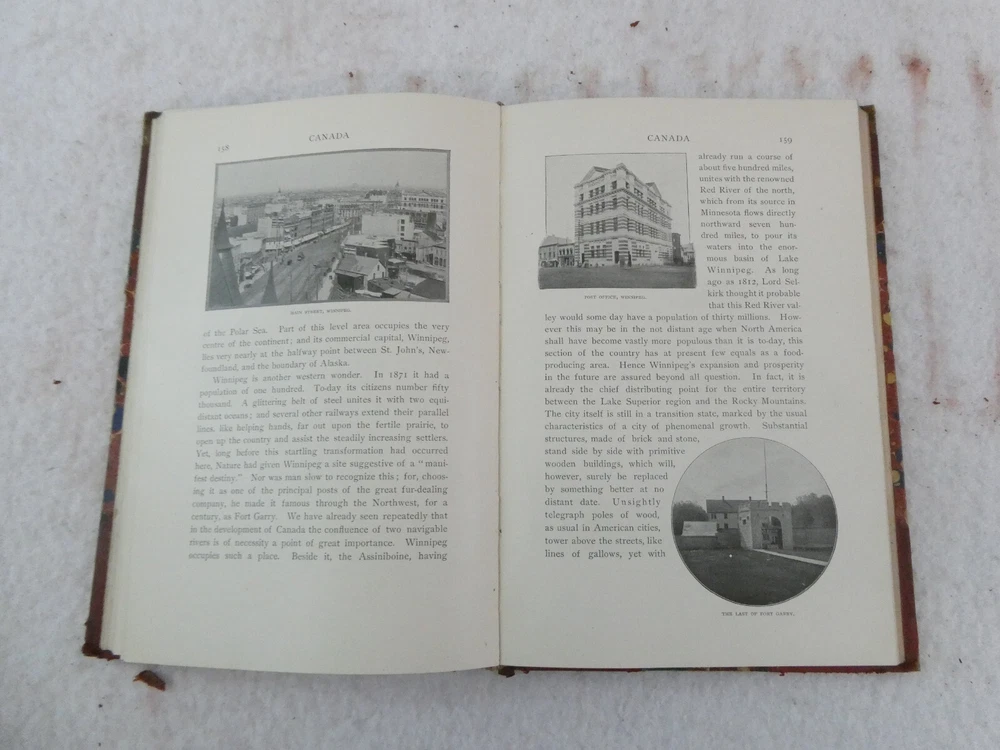 158
CANADA
MAIN STREET, WINNIPEG.
of the Polar Sea. Part of this level area occupies the very
centre of the continent; and its commercial capital, Winnipeg,
lies very nearly at the halfway point between St. John's, New-
foundland, and the boundary of Alaska.
Winnipeg is another western wonder. In 1871 it had a
population of one hundred. To-day its citizens number fifty
thousand. A glittering belt of steel unites it with two equi-
distant oceans; and several other railways extend their parallel
lines, like helping hands, far out upon the fertile prairie, to
open up the country and assist the steadily increasing settlers.
Yet, long before this startling transformation had occurred
here, Nature had given Winnipeg a site suggestive of a "mani-
fest destiny." Nor was man slow to recognize this; for, choos-
ing it as one of the principal posts of the great fur-dealing
company, he made it famous through the Northwest, for a
century, as Fort Garry. We have already seen repeatedly that
in the development of Canada the confluence of two navigable
rivers is of necessity a point of great importance. Winnipeg
occupies such a place. Beside it, the Assiniboine, having
CANADA
159
POST OFFICE, WINNIPEG.
already run a course of
about five hundred miles,
unites with the renowned
Red River of the north,
which from its source in
Minnesota flows directly
northward seven hun-
dred miles, to pour its
waters into the enor-
mous basin of Lake
Winnipeg. As long
ago as 1812, Lord Sel-
kirk thought it probable
that this Red River val-
ley would some day have a population of thirty millions. How-
ever this may be in the not distant age when North America
shall have become vastly more populous than it is to-day, this
section of the country has at present few equals as a food-
producing area. Hence Winnipeg's expansion and prosperity
in the future are assured beyond all question. In fact, it is
already the chief distributing point for the entire territory
between the Lake Superior region and the Rocky Mountains.
The city itself is still in a transition state, marked by the usual
characteristics of a city of phenomenal growth. Substantial
structures, made of brick and stone,
stand side by side with primitive
wooden buildings, which will,
however, surely be replaced
by something better at no
distant date. Unsightly
telegraph poles of wood,
as usual in American cities,
tower above the streets, like
lines of gallows, yet with
THE LAST OF FORT GARRY.